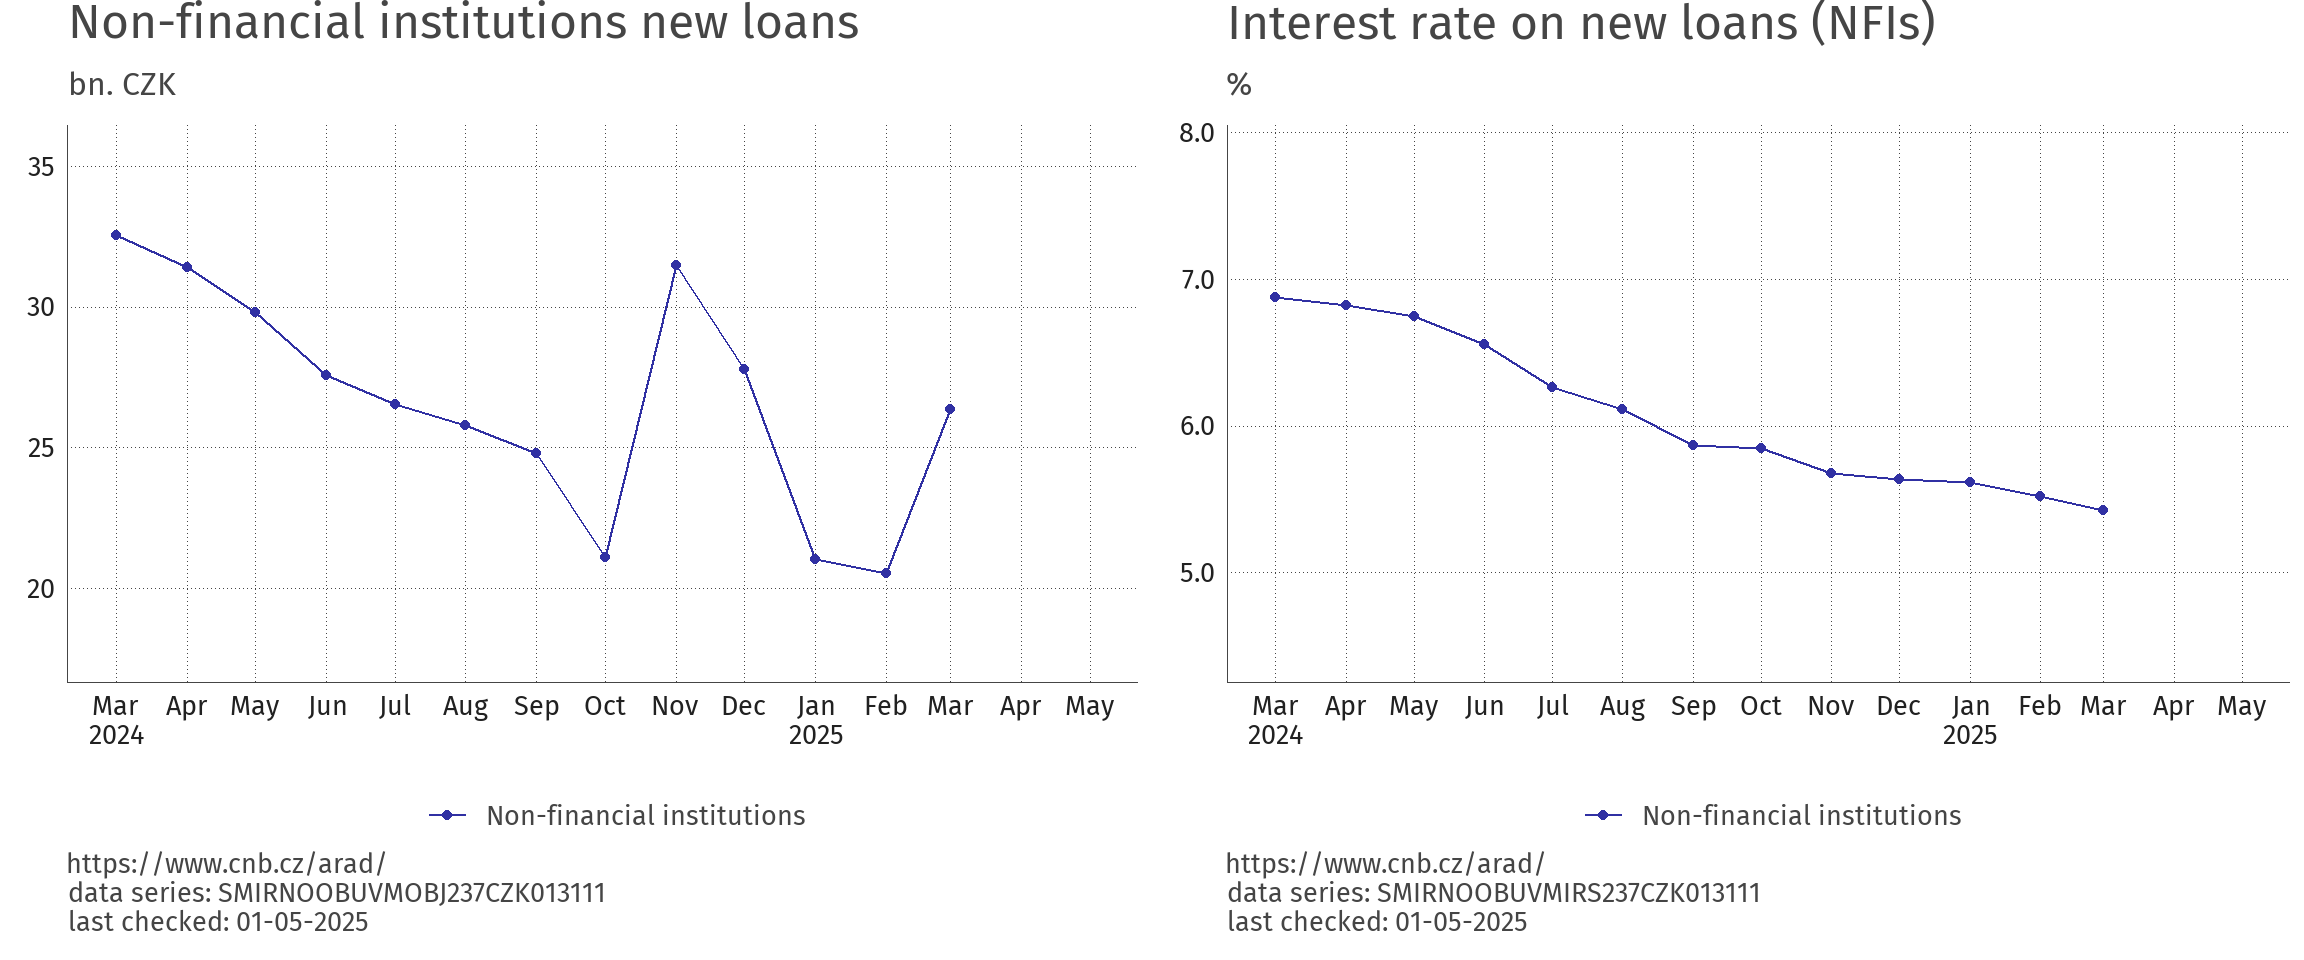 Non-financial institutions new loans
bn. CZK
35
30
25
20
Mar Apr May Jun Jul Aug Sep Oct Nov Dec Jan Feb Mar Apr May
2024 2025
Non-financial institutions
https://www.cnb.cz/arad/
data series: SMIRNOOBUVMOBJ237CZK013111
last checked: 01-05-2025
Interest rate on new loans (NFIs)
%
8.0
7.0
6.0
5.0
Mar Apr May Jun Jul Aug Sep Oct Nov Dec Jan Feb Mar Apr May
2024 2025
Non-financial institutions
https://www.cnb.cz/arad/
data series: SMIRNOOBUVMIRS237CZK013111
last checked: 01-05-2025